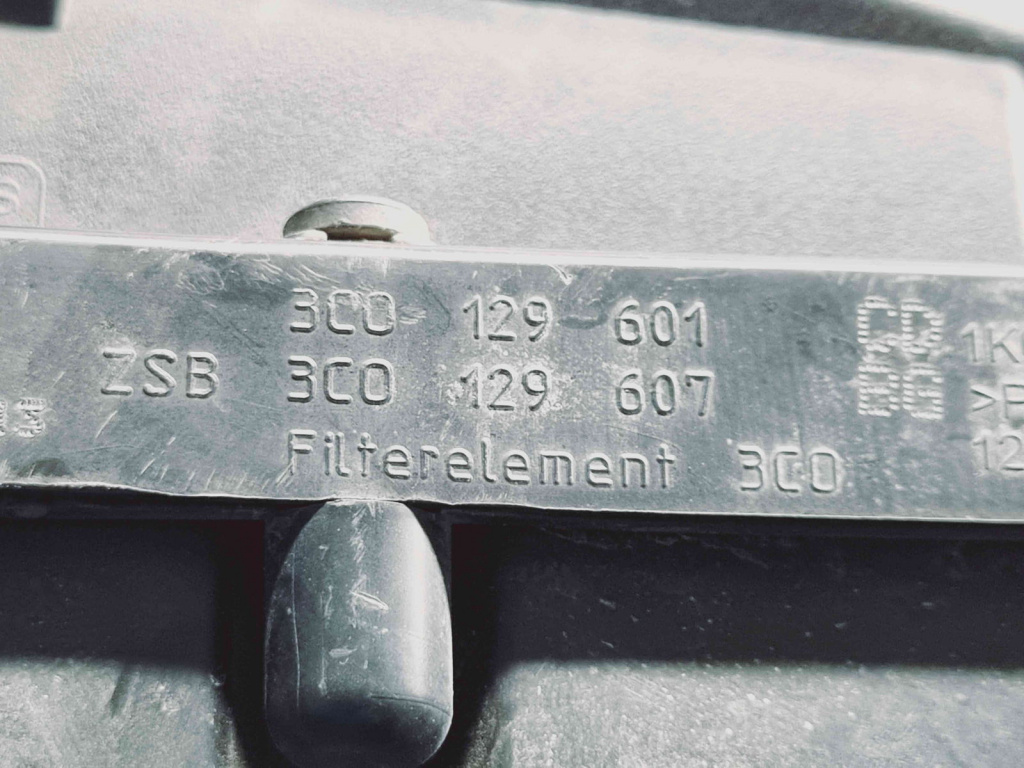 3C0 129 601
ZSB 3C0 129 607
Filterelement 3C0